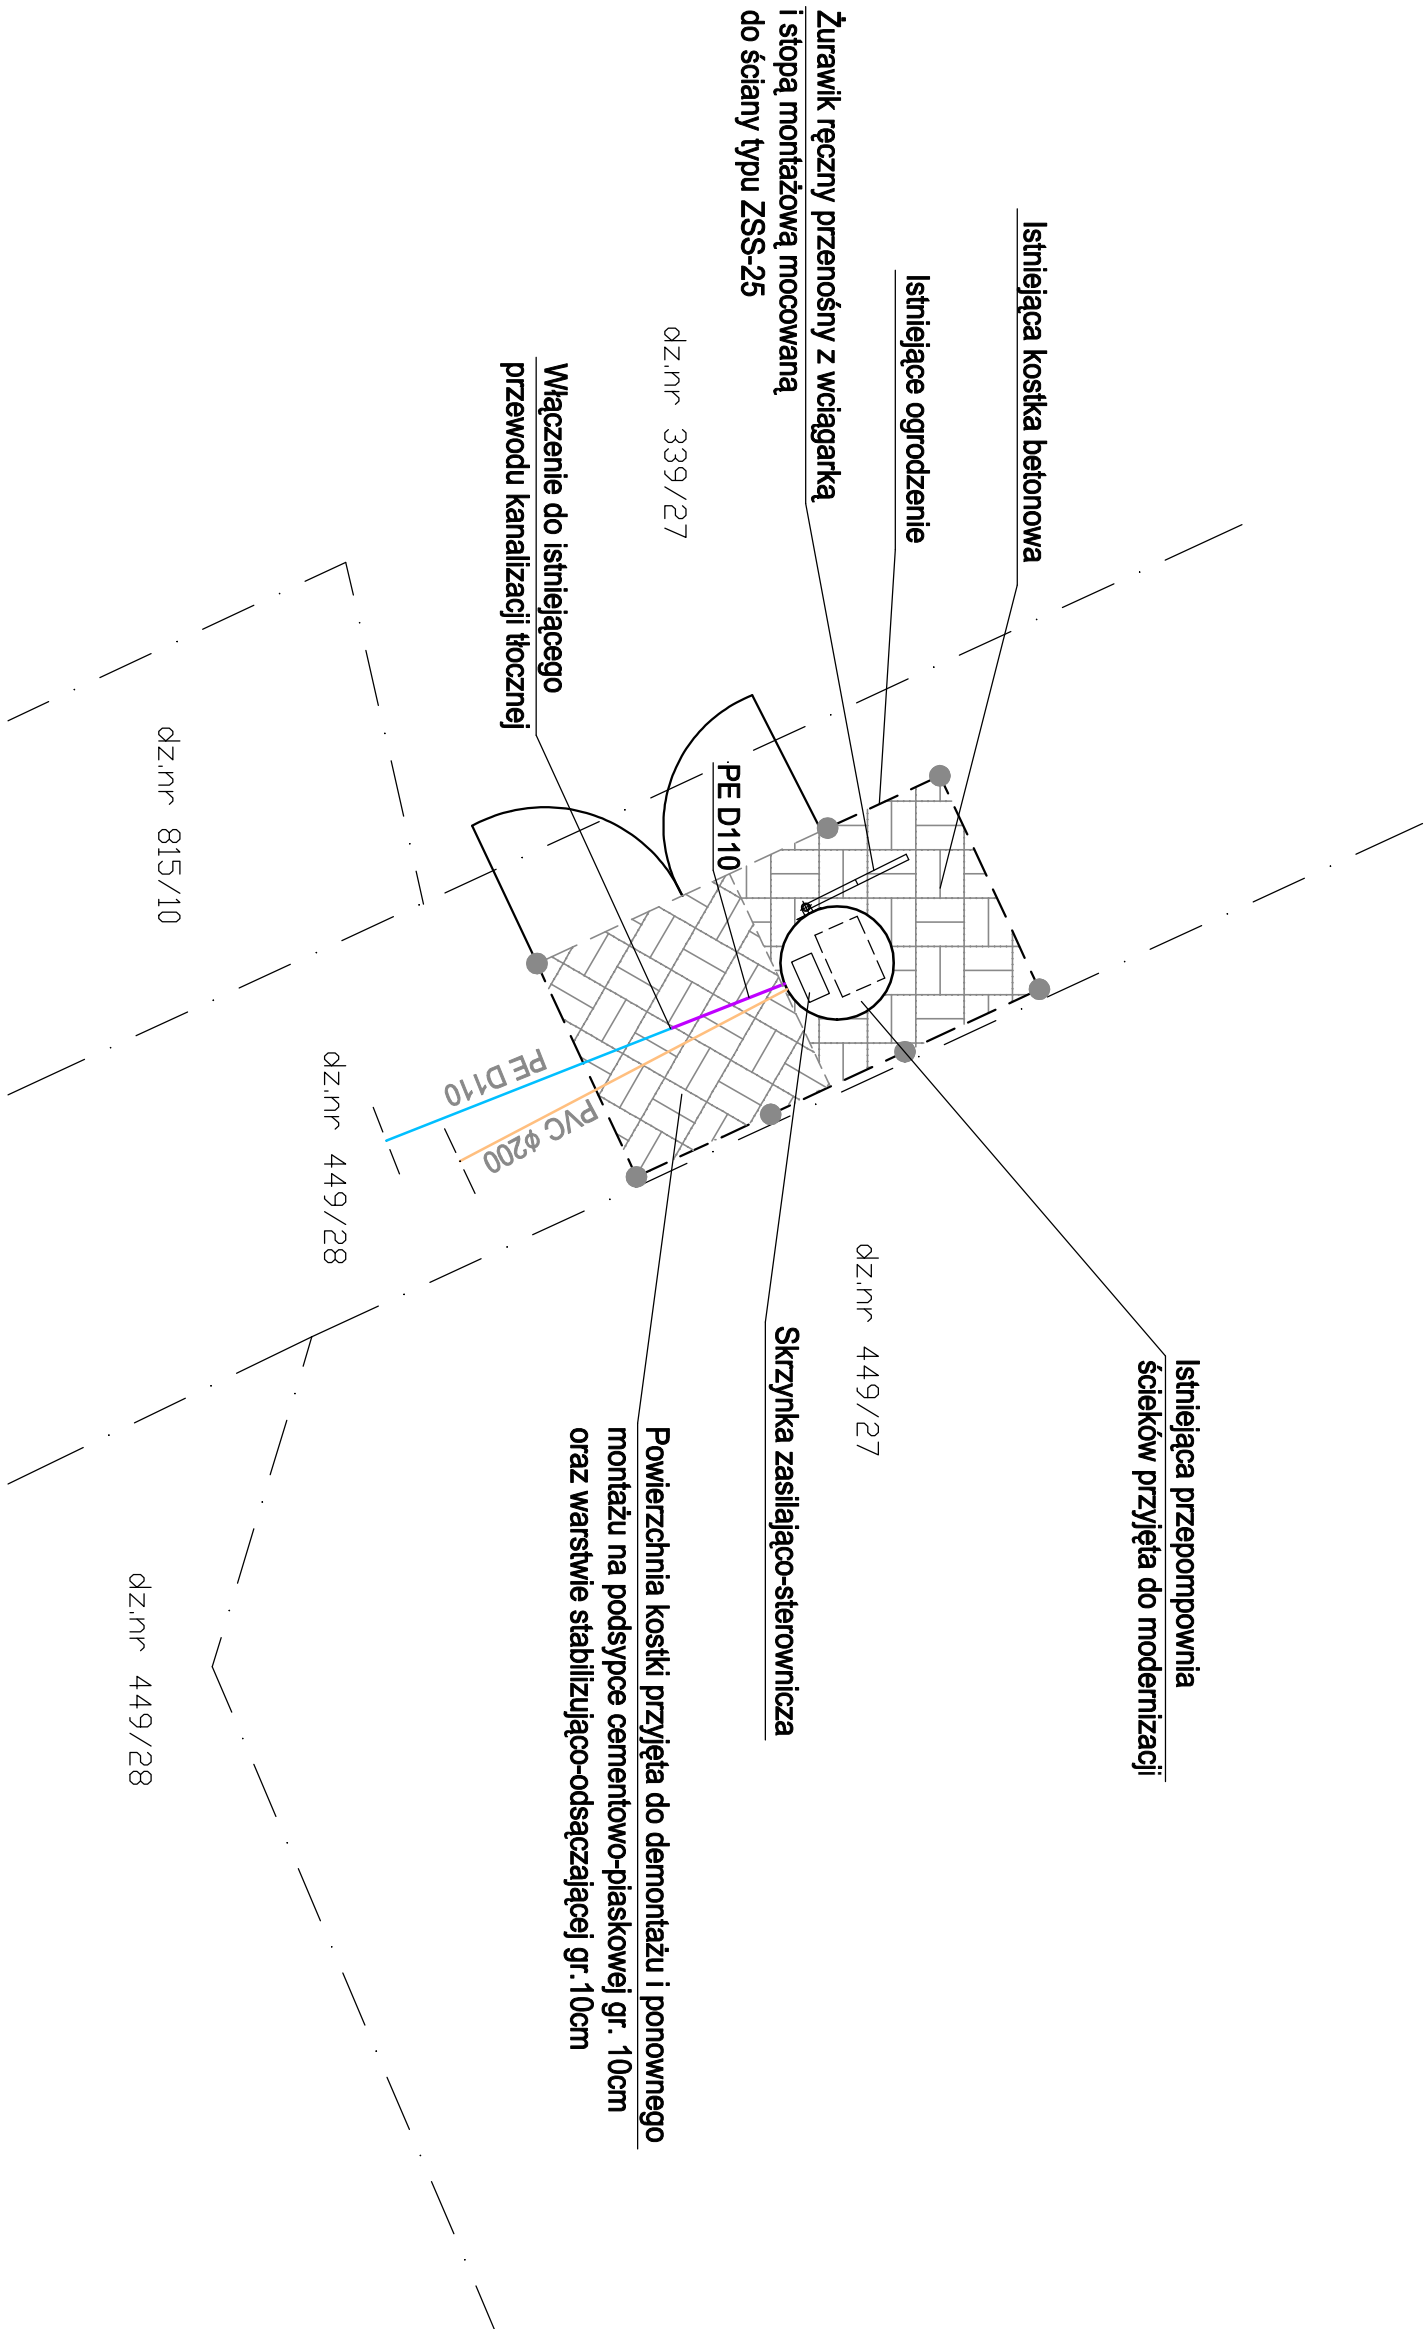 Istniejąca kostka betonowa
Istniejące ogrodzenie
Żurawik ręczny przenośny z wciągarką
i stopą montażową mocowaną
do ściany typu ZSS-25
dz.nr 339/27
Włączenie do istniejącego
przewodu kanalizacji tłocznej
dz.nr 815/10
PE D110
PE D110
PVC ϕ200
dz.nr 449/28
Istniejąca przepompownia
ścieków przyjęta do modernizacji
dz.nr 449/27
Skrzynka zasilająco-sterownicza
Powierzchnia kostki przyjęta do demontażu i ponownego
montażu na podsypce cementowo-piaskowej gr. 10cm
oraz warstwie stabilizująco-odsączającej gr.10cm
dz.nr 449/28